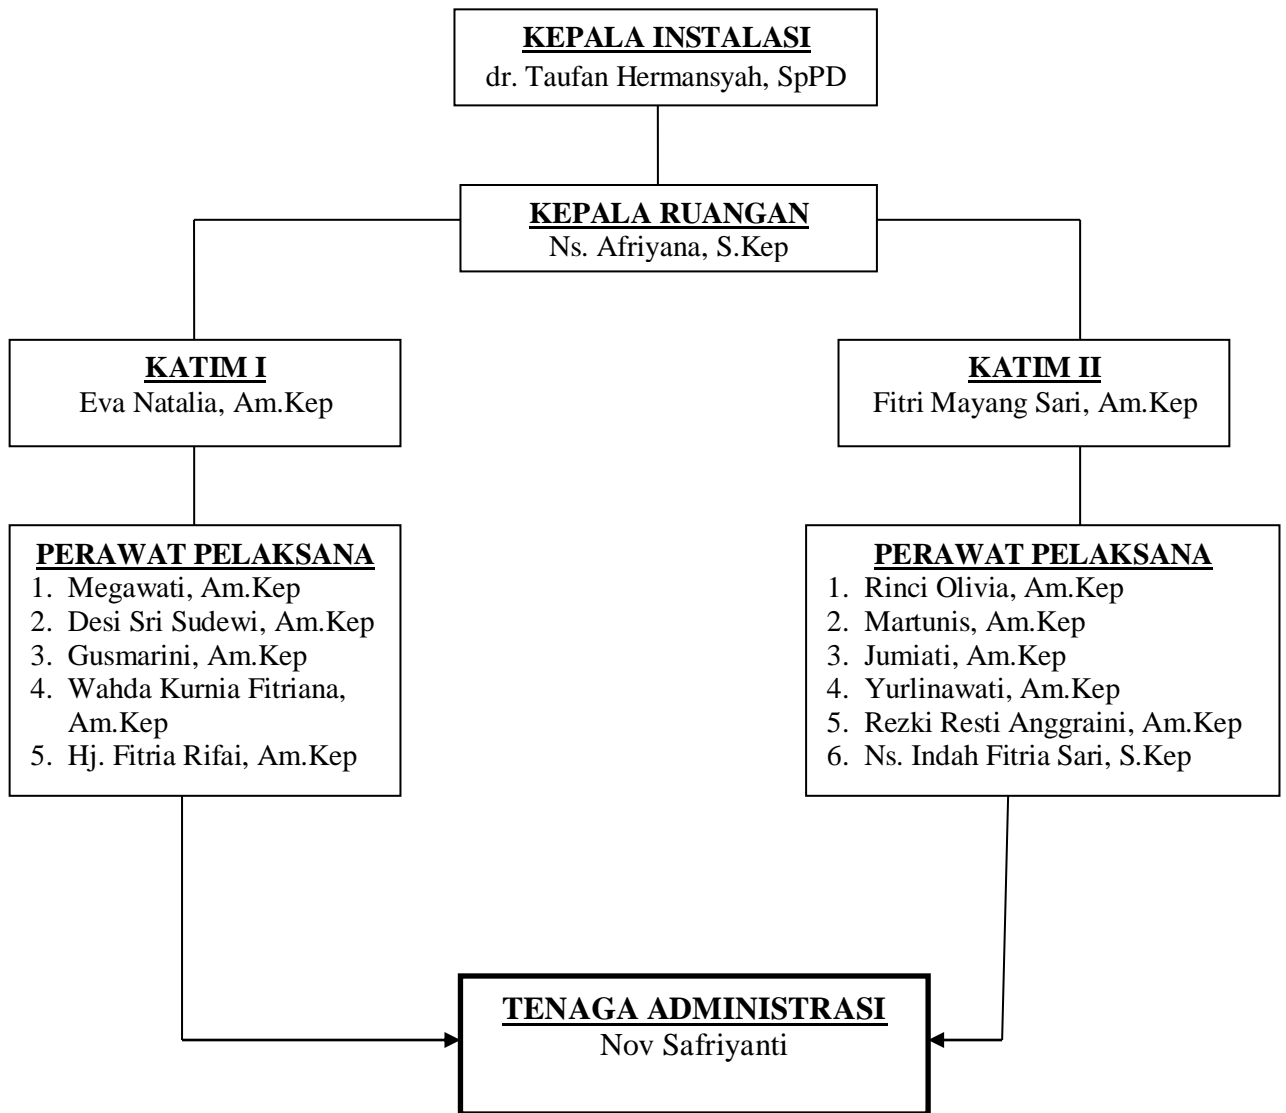 KEPALA INSTALASI
dr. Taufan Hermansyah, SpPD
KEPALA RUANGAN
Ns. Afriyana, S.Kep
KATIM I
Eva Natalia, Am.Kep
KATIM II
Fitri Mayang Sari, Am.Kep
PERAWAT PELAKSANA
1. Megawati, Am.Kep
2. Desi Sri Sudewi, Am.Kep
3. Gusmarini, Am.Kep
4. Wahda Kurnia Fitriana,
Am.Kep
5. Hj. Fitria Rifai, Am.Kep
PERAWAT PELAKSANA
1. Rinci Olivia, Am.Kep
2. Martunis, Am.Kep
3. Jumiati, Am.Kep
4. Yurlinawati, Am.Kep
5. Rezki Resti Anggraini, Am.Kep
6. Ns. Indah Fitria Sari, S.Kep
TENAGA ADMINISTRASI
Nov Safriyanti